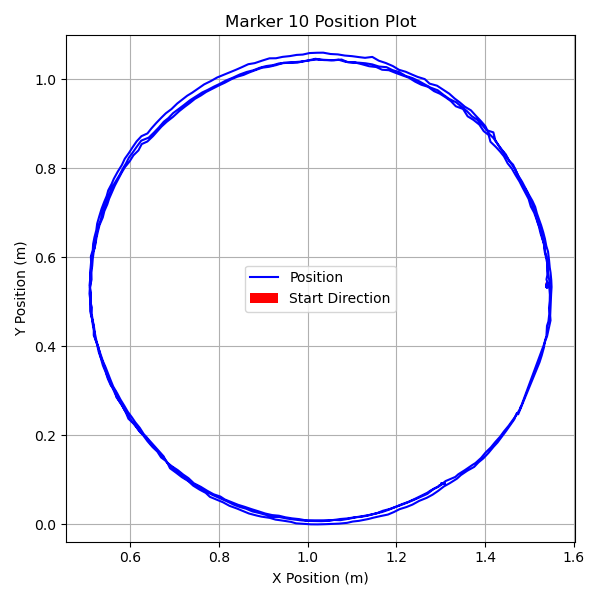 Marker 10 Position Plot
Y Position (m)
1.0
0.8
0.6
0.4
0.2
0.0
Position
Start Direction
0.6 0.8 1.0 1.2 1.4 1.6
X Position (m)